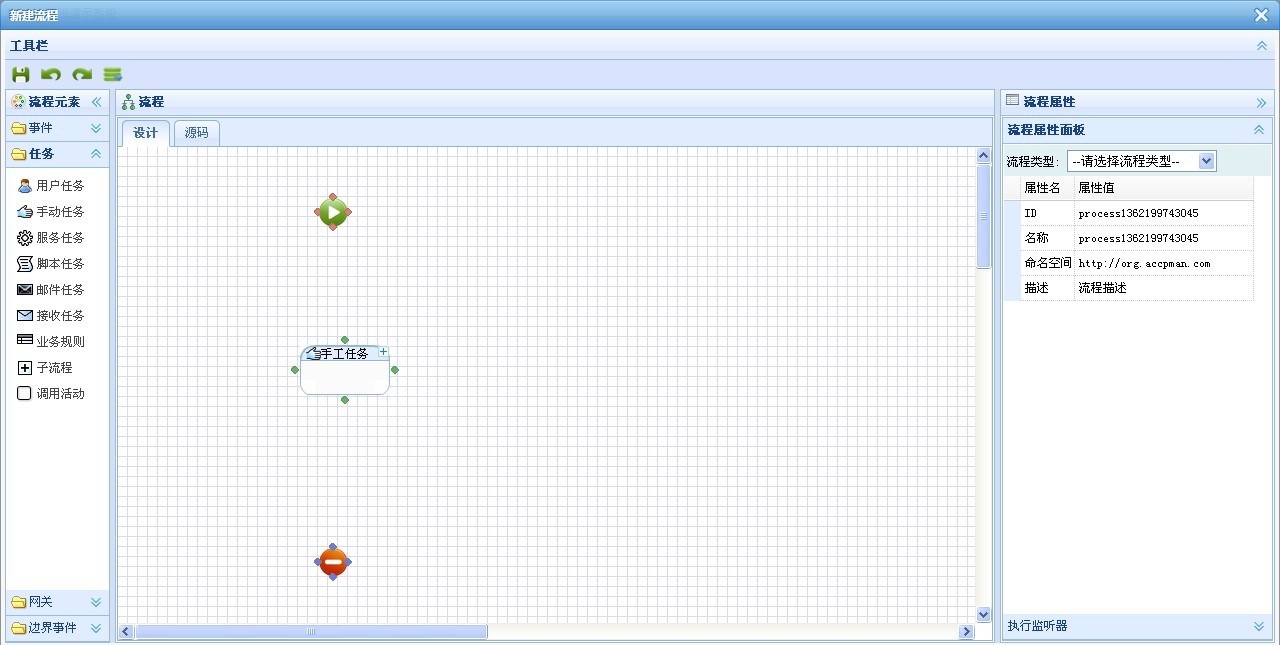 新建流程
工具栏
流程元素
事件
任务
用户任务
手动任务
服务任务
脚本任务
邮件任务
接收任务
业务规则
子流程
调用活动
网关
边界事件
流程
设计 源码
手工任务
流程属性
流程属性面板
流程类型: --请选择流程类型--
属性名 属性值
ID process1362199743045
名称 process1362199743045
命名空间 http://org.accpman.com
描述 流程描述
执行监听器